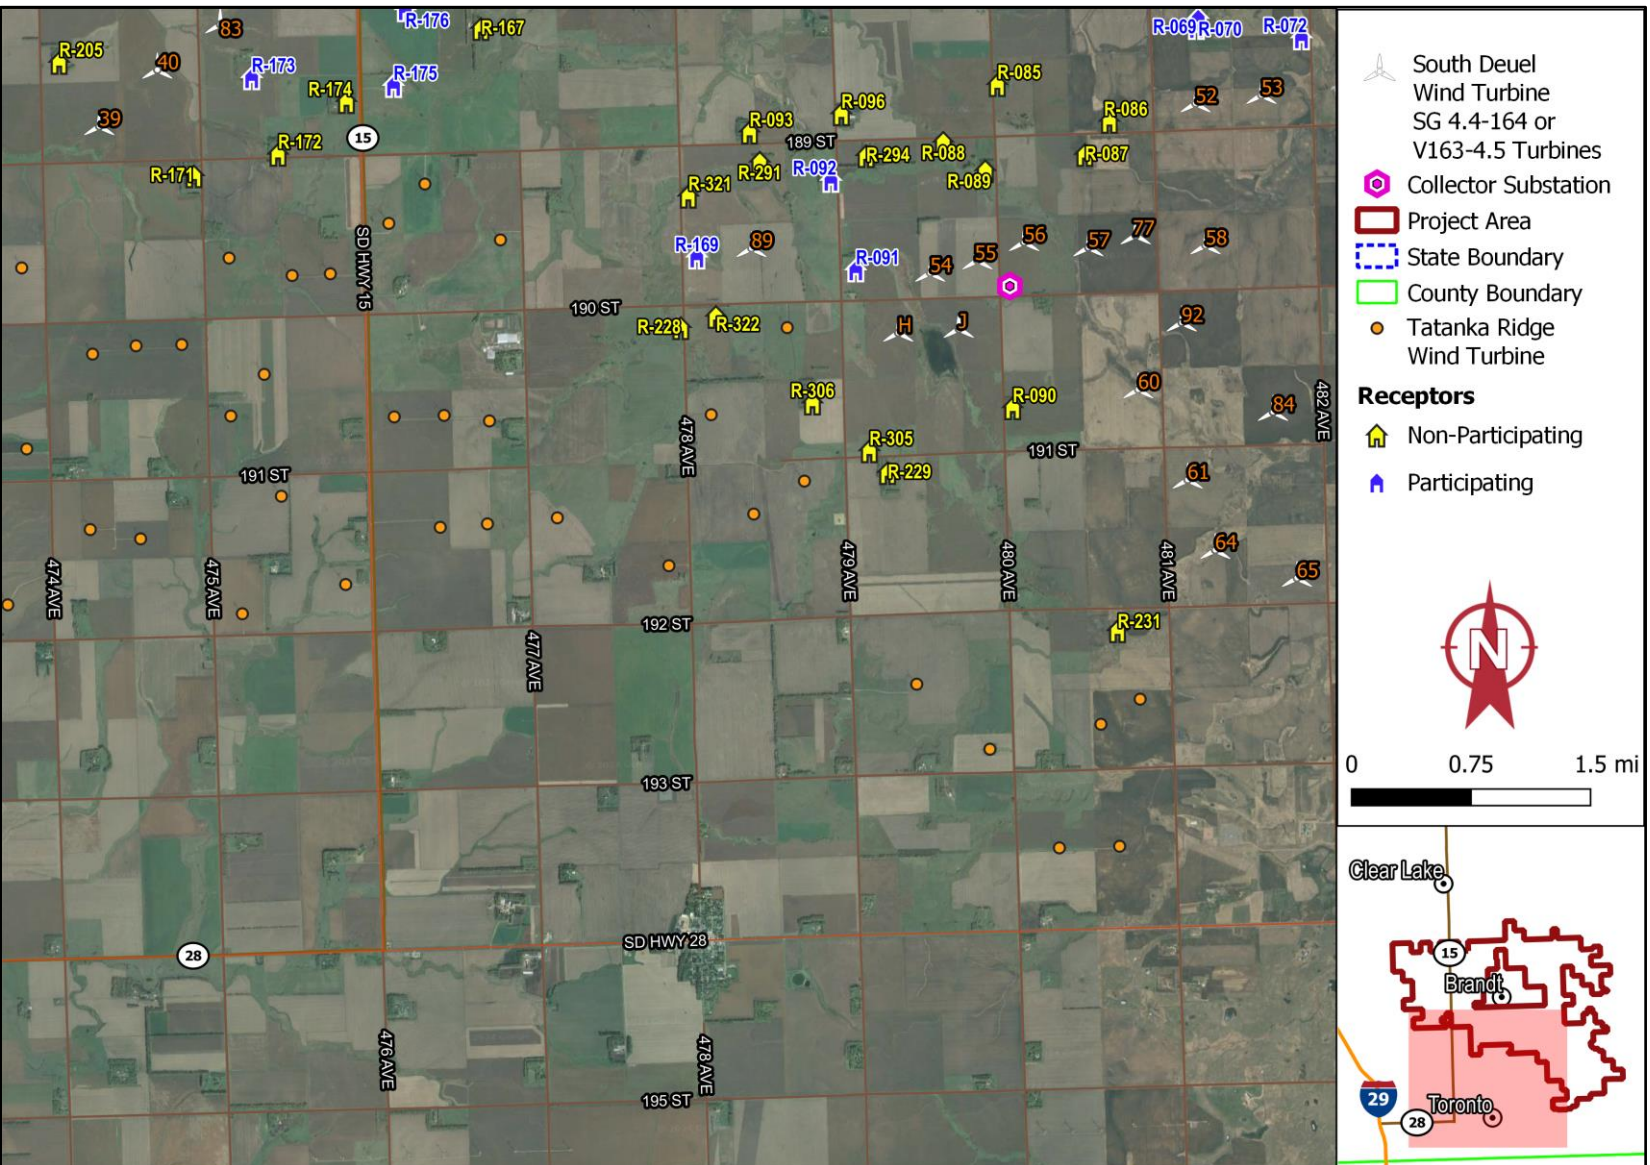 83
R-176
R-167
R-069
R-070
R-072
R-205
40
R-173
R-174
R-175
R-085
52
53
39
R-172
15
R-093
R-096
R-086
189 ST
R-171
R-291
R-092
R-294
R-088
R-089
R-087
R-321
SD HWY 15
R-169
89
R-091
54
55
56
57
77
58
190 ST
R-228
R-322
H
J
92
R-306
R-090
60
84
482 AVE
478 AVE
R-305
R-229
191 ST
191 ST
61
64
65
474 AVE
475 AVE
479 AVE
480 AVE
481 AVE
192 ST
R-231
477 AVE
193 ST
SD HWY 28
28
476 AVE
478 AVE
195 ST
South Deuel
Wind Turbine
SG 4.4-164 or
V163-4.5 Turbines
Collector Substation
Project Area
State Boundary
County Boundary
Tatanka Ridge
Wind Turbine
Receptors
Non-Participating
Participating
N
0 0.75 1.5 mi
Clear Lake
15
Brandt
29
Toronto
28